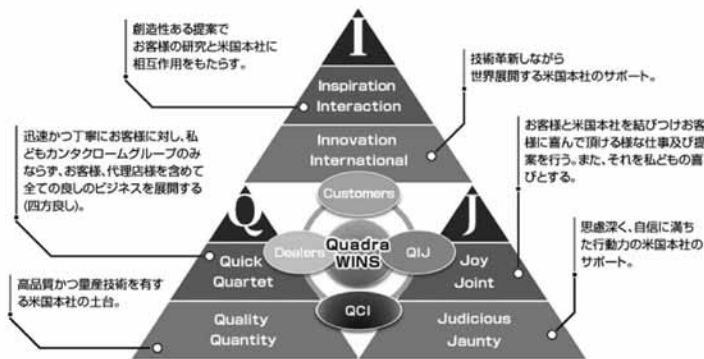 I
創造性ある提案で
お客様の研究と米国本社に
相互作用をもたらす。
Inspiration
Interaction
技術革新しながら
世界展開する米国本社のサポート。
Innovation
International
迅速かつ丁寧にお客様に対し、私
どもカンタクロームグループのみ
ならず、お客様、代理店様を含めて
全ての良しのビジネスを展開する
(四方良し)。
お客様と米国本社を結びつけお客
様に喜んで頂ける様な仕事及び提
案を行う。また、それを私どもの喜
びとする。
Customers
Q
J
Dealers
Quadra
WINS
QIJ
QCI
Quick
Quartet
Joy
Joint
高品質かつ量産技術を有す
る米国本社の土台。
思慮深く、自信に満ち
た行動力の米国本社の
サポート。
Quality
Quantity
Judicious
Jaunty